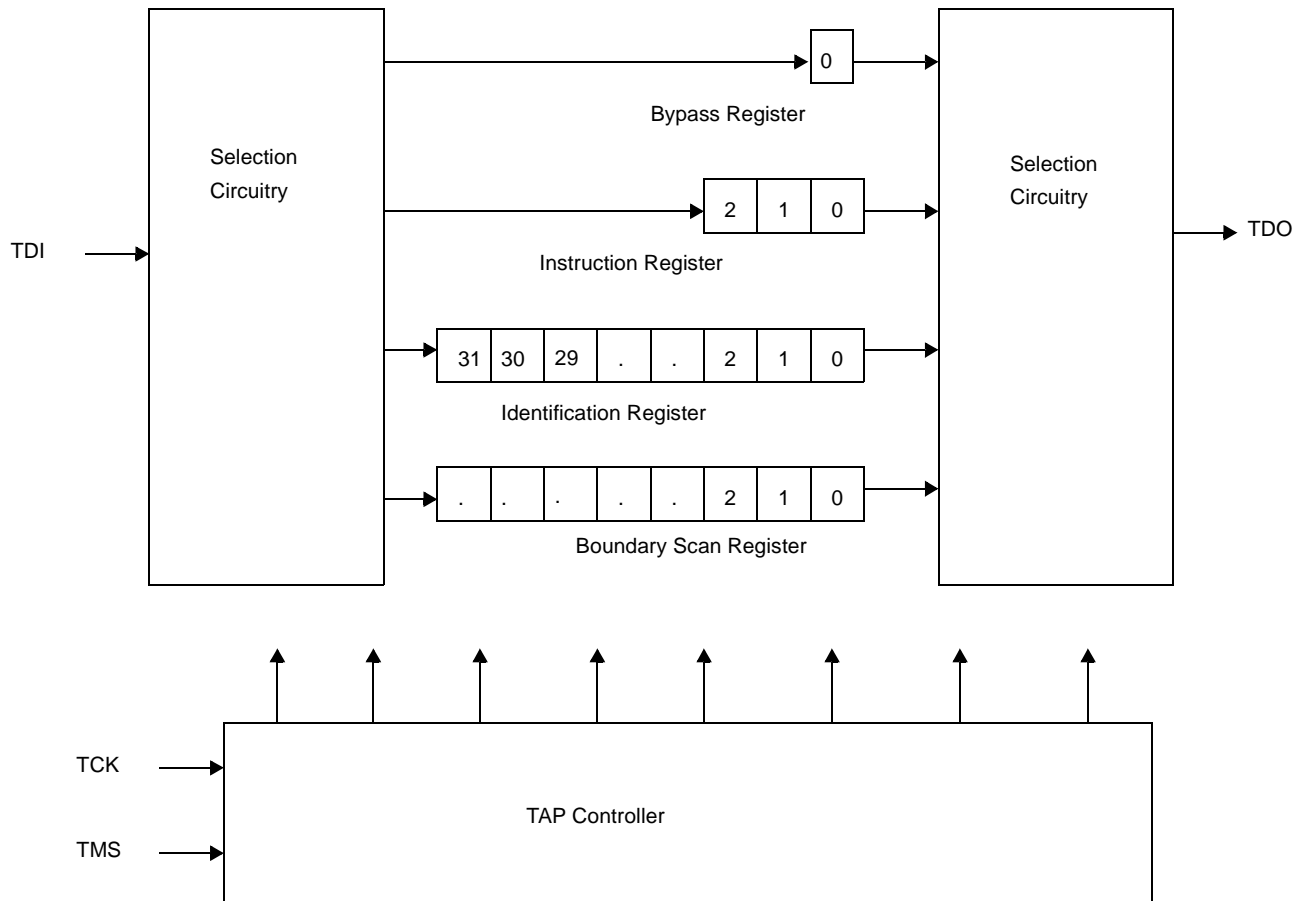 0
Bypass Register
Selection
Circuitry
Selection
Circuitry
2 1 0
TDI
Instruction Register
TDO
31 30 29 . . 2 1 0
Identification Register
. . . . . 2 1 0
Boundary Scan Register
TCK
TAP Controller
TMS